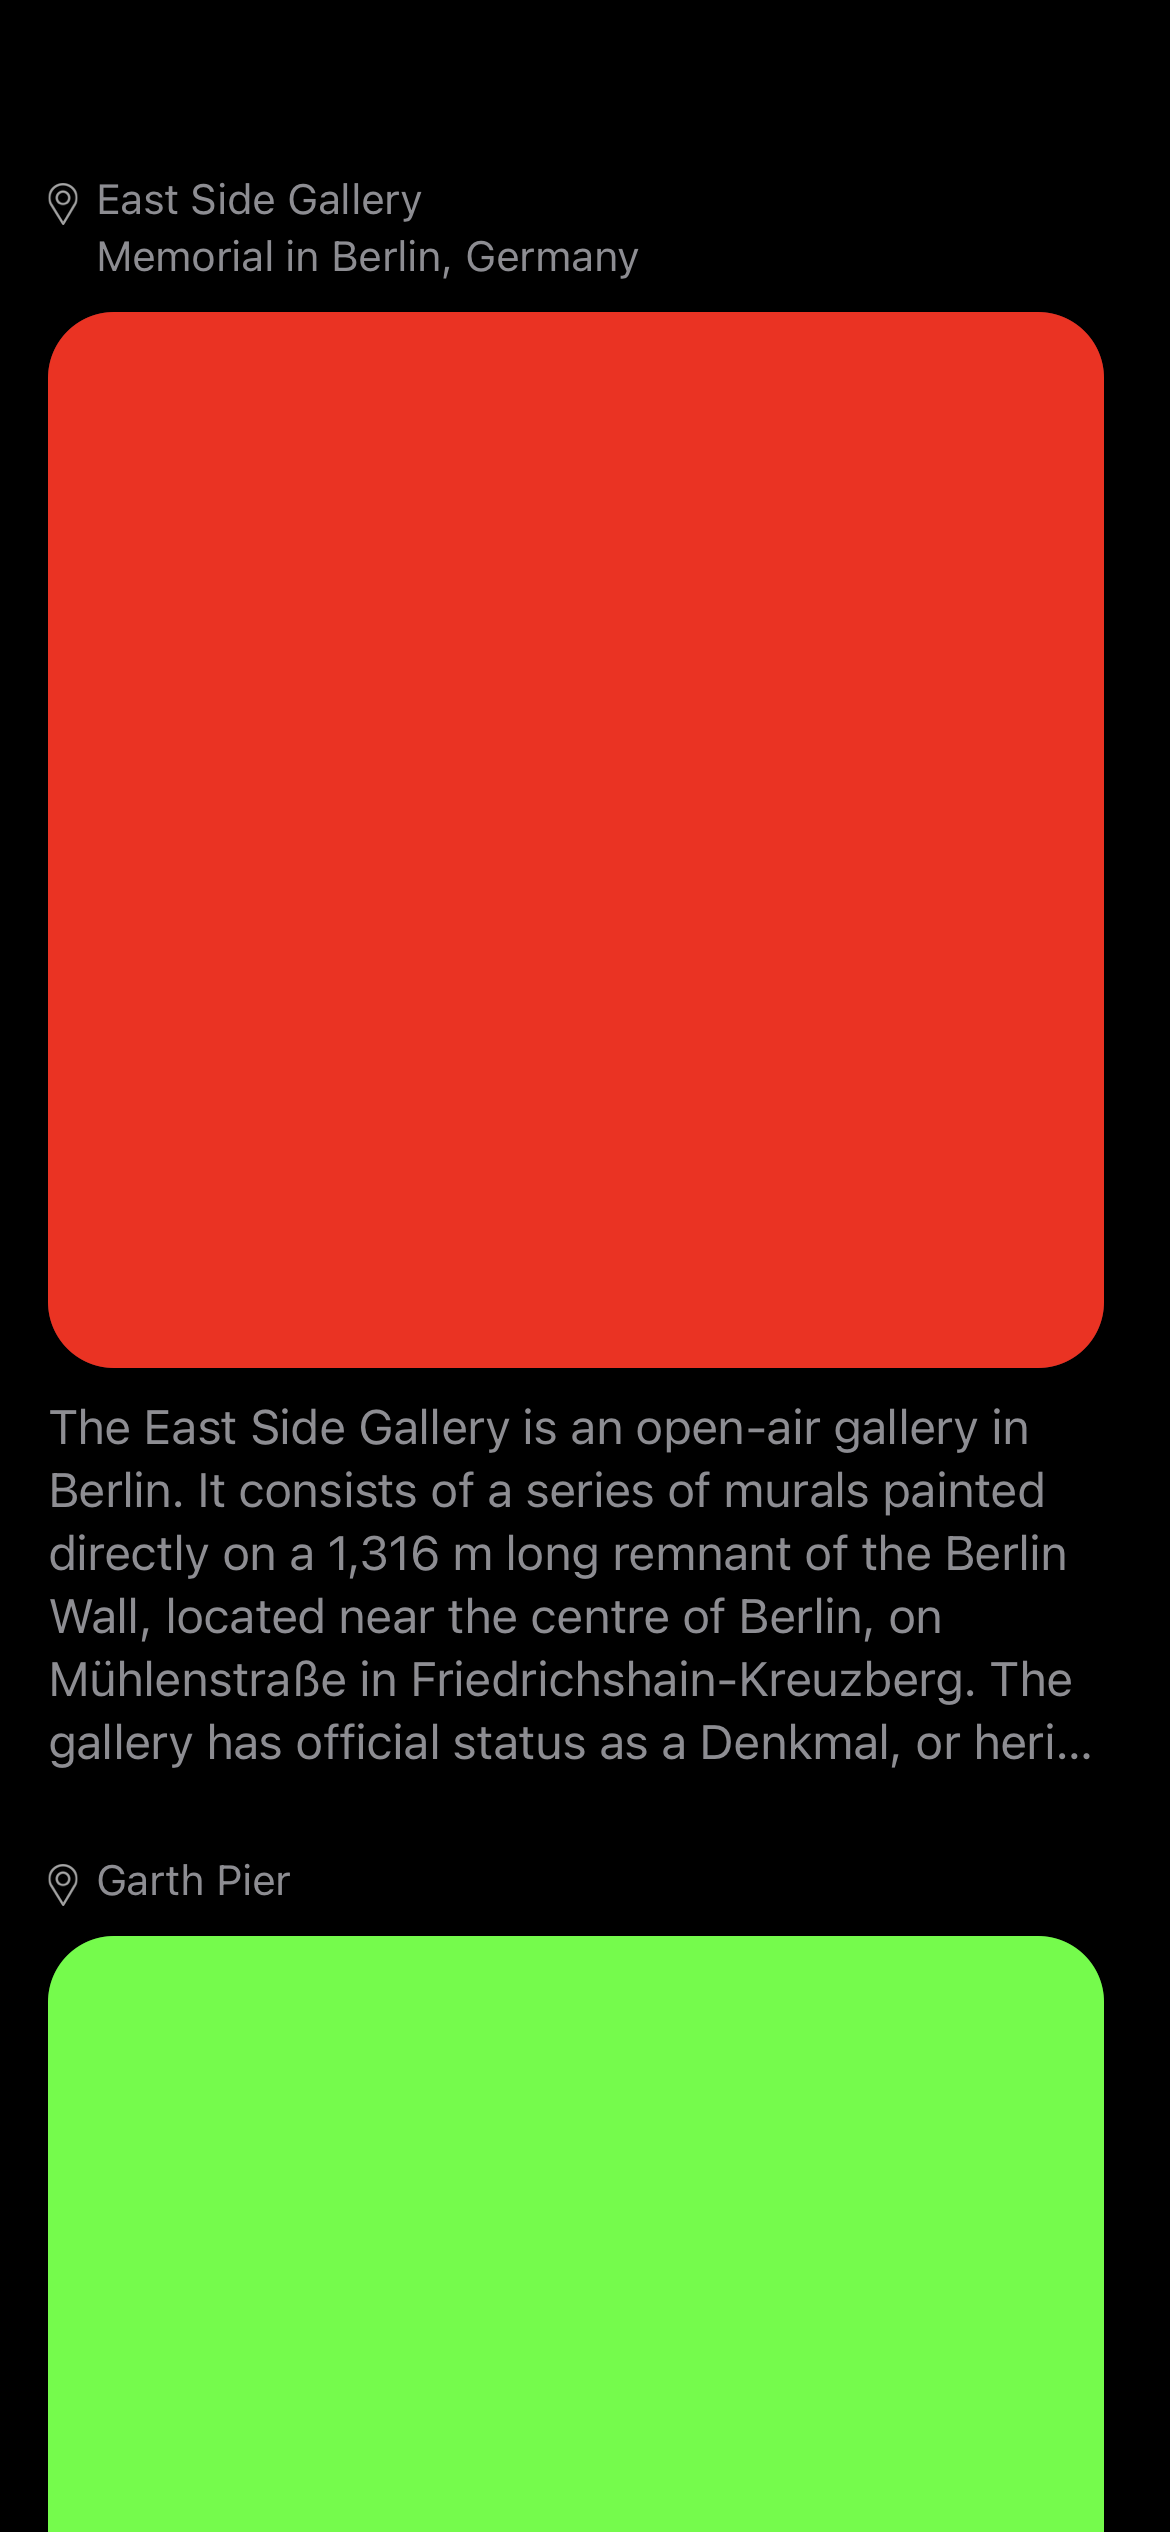 East Side Gallery
Memorial in Berlin, Germany
The East Side Gallery is an open-air gallery in
Berlin. It consists of a series of murals painted
directly on a 1,316 m long remnant of the Berlin
Wall, located near the centre of Berlin, on
Mühlenstraße in Friedrichshain-Kreuzberg. The
gallery has official status as a Denkmal, or heri...
Garth Pier